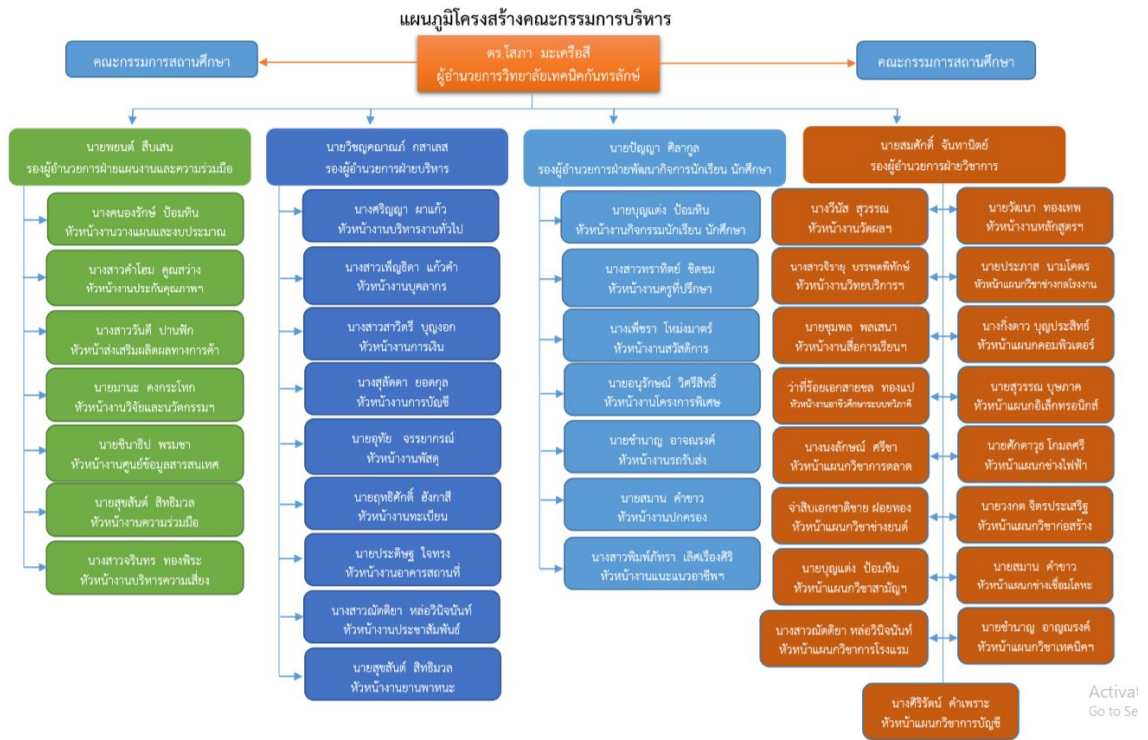 แผนภูมิโครงสร้างคณะกรรมการบริหาร
คณะกรรมการสถานศึกษา
ดร.โสภา มะเครือสี
ผู้อำนวยการวิทยาลัยเทคนิคกันทรลักษ์
คณะกรรมการสถานศึกษา
นายพยนต์ สืบเสน
รองผู้อำนวยการฝ่ายแผนงานและความร่วมมือ
นางคนองรักษ์ ป้อมหิน
หัวหน้างานวางแผนและงบประมาณ
นางสาวคำโฮม คูณสว่าง
หัวหน้างานประกันคุณภาพฯ
นางสาววันดี ปานฟัก
หัวหน้าส่งเสริมผลิตผลทางการค้า
นายมานะ คงกระโทก
หัวหน้างานวิจัยและนวัตกรรมฯ
นายชินาธิป พรมชา
หัวหน้างานศูนย์ข้อมูลสารสนเทศ
นายสุขสันต์ สิทธิมวล
หัวหน้างานความร่วมมือ
นางสาวจรินทร ทองพิระ
หัวหน้างานบริหารความเสี่ยง
นายวิชญคณาณภ์ กสาเลส
รองผู้อำนวยการฝ่ายบริหาร
นางศริญญา ผาแก้ว
หัวหน้างานบริหารงานทั่วไป
นางสาวเพ็ญธิดา แก้วคำ
หัวหน้างานบุคลากร
นางสาวสาวิตรี บุญงอก
หัวหน้างานการเงิน
นางสุลัดดา ยอดกุล
หัวหน้างานการบัญชี
นายอุทัย จรรยากรณ์
หัวหน้างานพัสดุ
นายฤทธิศักดิ์ ฮังกาสี
หัวหน้างานทะเบียน
นายประดิษฐ ใจทรง
หัวหน้างานอาคารสถานที่
นางสาวณัดติยา หล่อวินิจนันท์
หัวหน้างานประชาสัมพันธ์
นายสุขสันต์ สิทธิมวล
หัวหน้างานยานพาหนะ
นายปัญญา ศิลากูล
รองผู้อำนวยการฝ่ายพัฒนากิจการนักเรียน นักศึกษา
นายบุญแต่ง ป้อมหิน
หัวหน้างานกิจกรรมนักเรียน นักศึกษา
นางสาวทราทิตย์ ชิดชม
หัวหน้างานครูที่ปรึกษา
นางเพ็ชรา โหม่งมาตร์
หัวหน้างานสวัสดิการ
นายอนุรักษณ์ วิศรีสิทธิ์
หัวหน้างานโครงการพิเศษ
นายชำนาญ อาจณรงค์
หัวหน้างานรถรับส่ง
นายสมาน คำขาว
หัวหน้างานปกครอง
นางสาวพิมพ์ภัทรา เลิศเรืองศิริ
หัวหน้างานแนะแนวอาชีพฯ
นายสมศักดิ์ จันทานิตย์
รองผู้อำนวยการฝ่ายวิชาการ
นางวีนัส สุวรรณ
หัวหน้างานวัดผลฯ
นายวัฒนา ทองเทพ
หัวหน้างานหลักสูตรฯ
นางสาวจิรายุ บรรพตพิทักษ์
หัวหน้างานวิทยบริการฯ
นายประภาส นามโคตร
หัวหน้าแผนกวิชาช่างกลโรงงาน
นายชุมพล พลเสนา
หัวหน้างานสื่อการเรียนฯ
นางกิ่งดาว บุญประสิทธ์
หัวหน้าแผนกคอมพิวเตอร์
ว่าที่ร้อยเอกสายชล ทองแป
หัวหน้างานอาชีวศึกษาระบบทวิภาคี
นายสุวรรณ บุษภาค
หัวหน้าแผนกอิเล็กทรอนิกส์
นางนงลักษณ์ ศรีชา
หัวหน้าแผนกวิชาการตลาด
นายศักดาวุธ โกมลศรี
หัวหน้าแผนกช่างไฟฟ้า
จ่าสิบเอกชาติชาย ฝอยทอง
หัวหน้าแผนกวิชาช่างยนต์
นายวงกต จิตรประเสริฐ
หัวหน้าแผนกวิชาก่อสร้าง
นายบุญแต่ง ป้อมหิน
หัวหน้าแผนกวิชาสามัญฯ
นายสมาน คำขาว
หัวหน้าแผนกช่างเชื่อมโลหะ
นางสาวณัดติยา หล่อวินิจนันท์
หัวหน้าแผนกวิชาการโรงแรม
นายชำนาญ อาญณรงค์
หัวหน้าแผนกวิชาเทคนิคฯ
นางศิริรัตน์ คำเพราะ
หัวหน้าแผนกวิชาการบัญชี
Activat
Go to Se